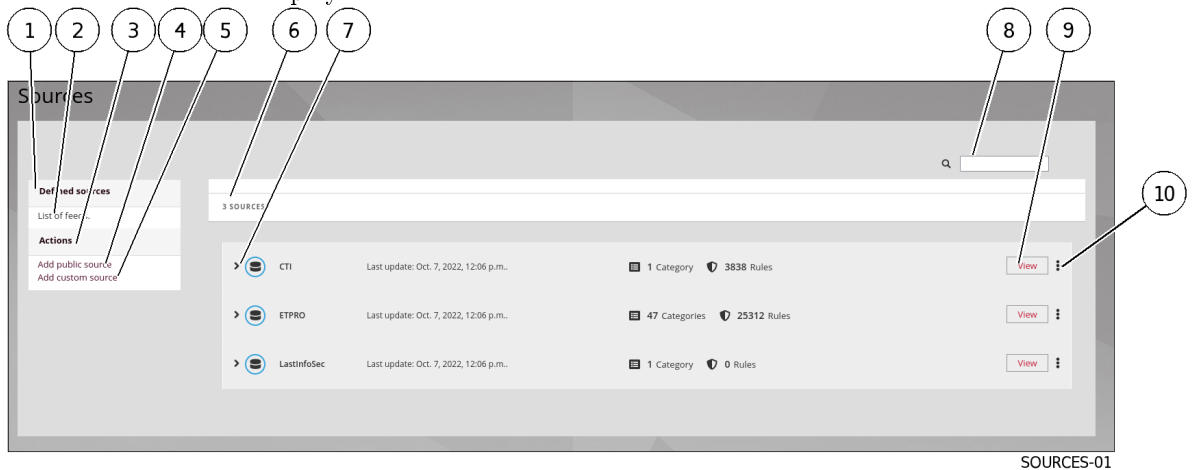 1 2 3 4 5 6 7 8 9
Sources
Defined sources
List of feed..
Actions
Add public source
Add custom source
3 SOURCES
10
CTI Last update: Oct. 7, 2022, 12:06 p.m.. 1 Category 3838 Rules View
ETPRO Last update: Oct. 7, 2022, 12:06 p.m.. 47 Categories 25312 Rules View
LastInfoSec Last update: Oct. 7, 2022, 12:06 p.m.. 1 Category 0 Rules View
SOURCES-01